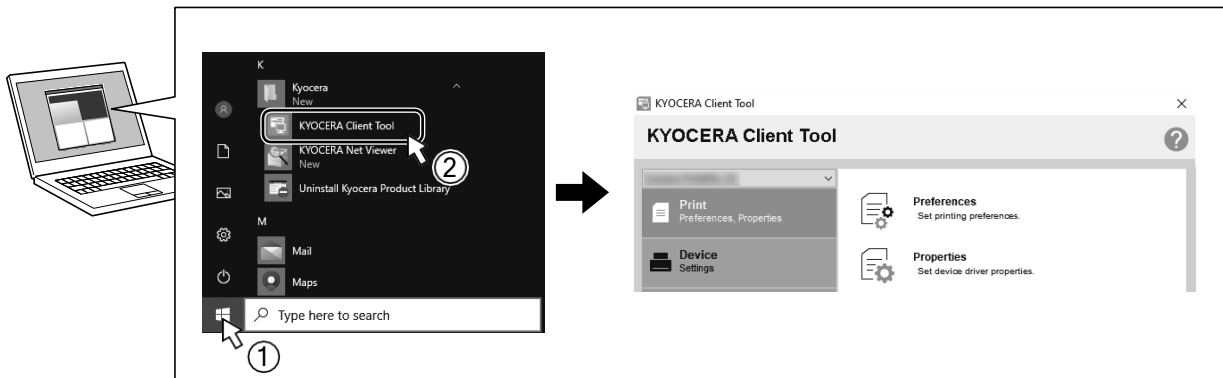 K
Kyocera
New
KYOCERA Client Tool
KYOCERA Net Viewer
New
Uninstall Kyocera Product Library
M
Mail
Maps
Type here to search
①
②
KYOCERA Client Tool
KYOCERA Client Tool
Print
Preferences, Properties
Device
Settings
Preferences
Set printing preferences.
Properties
Set device driver properties.